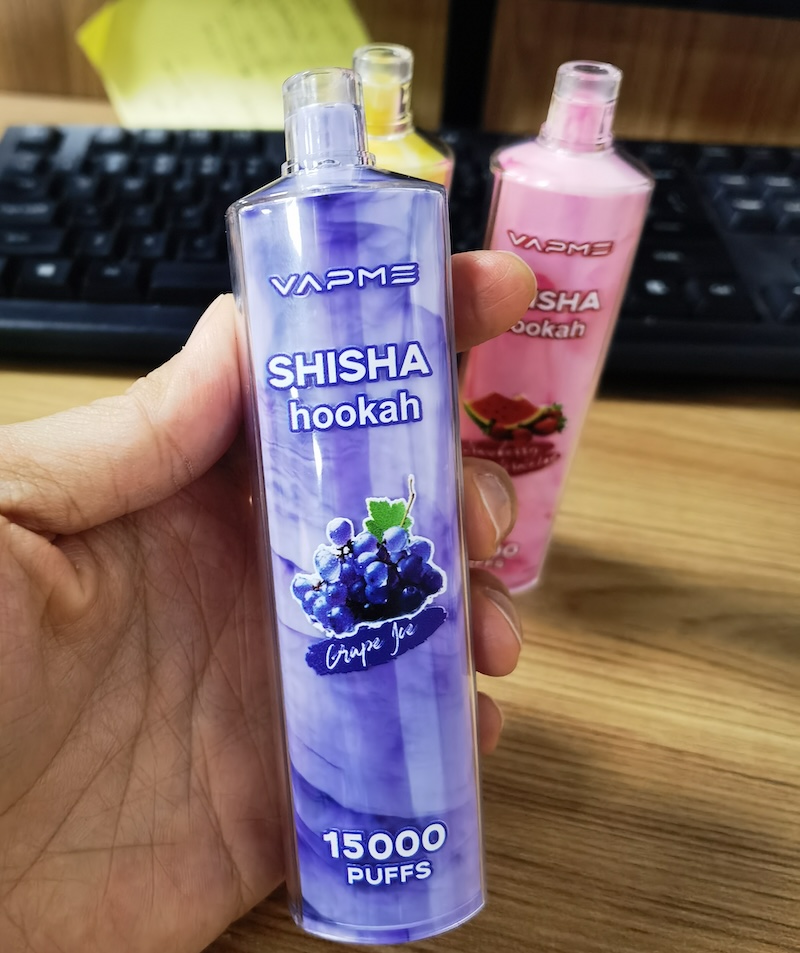 VAPME
SHISHA
hookah
Grape Ice
15000
PUFFS
VAPME
SHISHA
hookah